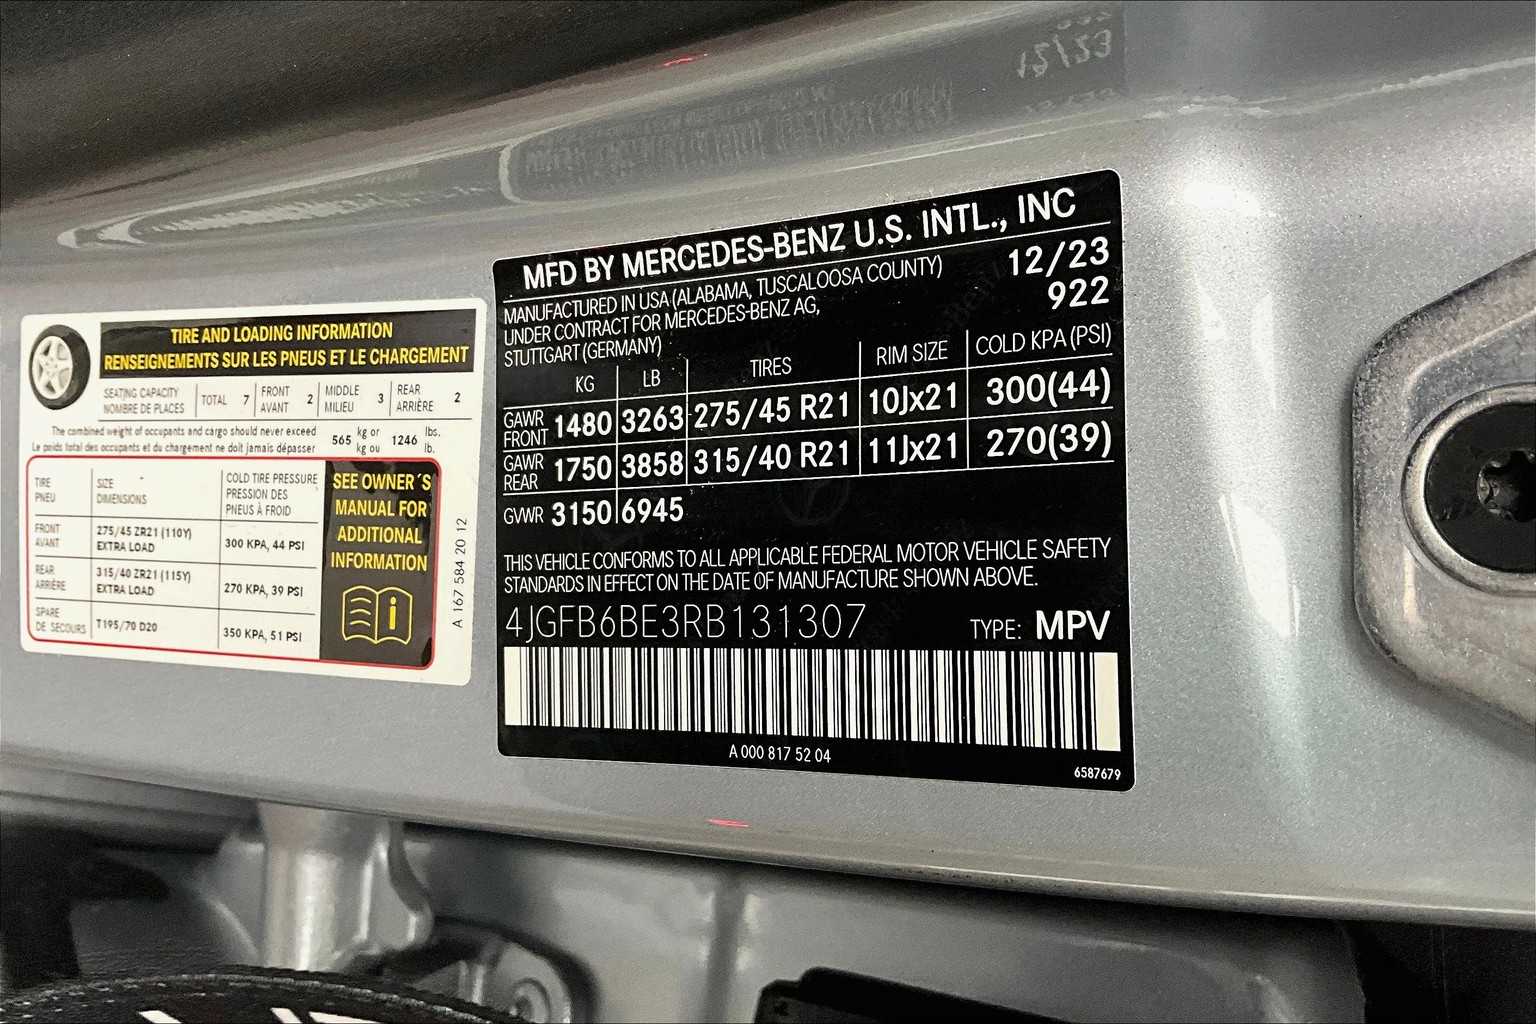 TIRE AND LOADING INFORMATION
RENSEIGNEMENTS SUR LES PNEUS ET LE CHARGEMENT
SEATING CAPACITY
NOMBRE DE PLACES
TOTAL 7
FRONT
AVANT 2
MIDDLE
MILIEU 3
REAR
ARRIÈRE 2
The combined weight of occupants and cargo should never exceed 565 kg or 1246 lbs.
Le poids total des occupants et du chargement ne doit jamais dépasser kg ou lb.
TIRE
PNEU
SIZE
DIMENSIONS
COLD TIRE PRESSURE
PRESSION DES
PNEUS À FROID
FRONT
AVANT
275/45 ZR21 (110Y)
EXTRA LOAD
300 KPA, 44 PSI
REAR
ARRIÈRE
315/40 ZR21 (115Y)
EXTRA LOAD
270 KPA, 39 PSI
SPARE
DE SECOURS
T195/70 D20
350 KPA, 51 PSI
SEE OWNER´S
MANUAL FOR
ADDITIONAL
INFORMATION
A 167 584 20 12
MFD BY MERCEDES-BENZ U.S. INTL., INC
MANUFACTURED IN USA (ALABAMA, TUSCALOOSA COUNTY) 12/23
UNDER CONTRACT FOR MERCEDES-BENZ AG, 922
STUTTGART (GERMANY)
KG LB TIRES RIM SIZE COLD KPA (PSI)
GAWR
FRONT 1480 3263 275/45 R21 10Jx21 300(44)
GAWR
REAR 1750 3858 315/40 R21 11Jx21 270(39)
GVWR 3150 6945
THIS VEHICLE CONFORMS TO ALL APPLICABLE FEDERAL MOTOR VEHICLE SAFETY
STANDARDS IN EFFECT ON THE DATE OF MANUFACTURE SHOWN ABOVE.
4JGFB6BE3RB131307 TYPE: MPV
A 000 817 52 04
6587679